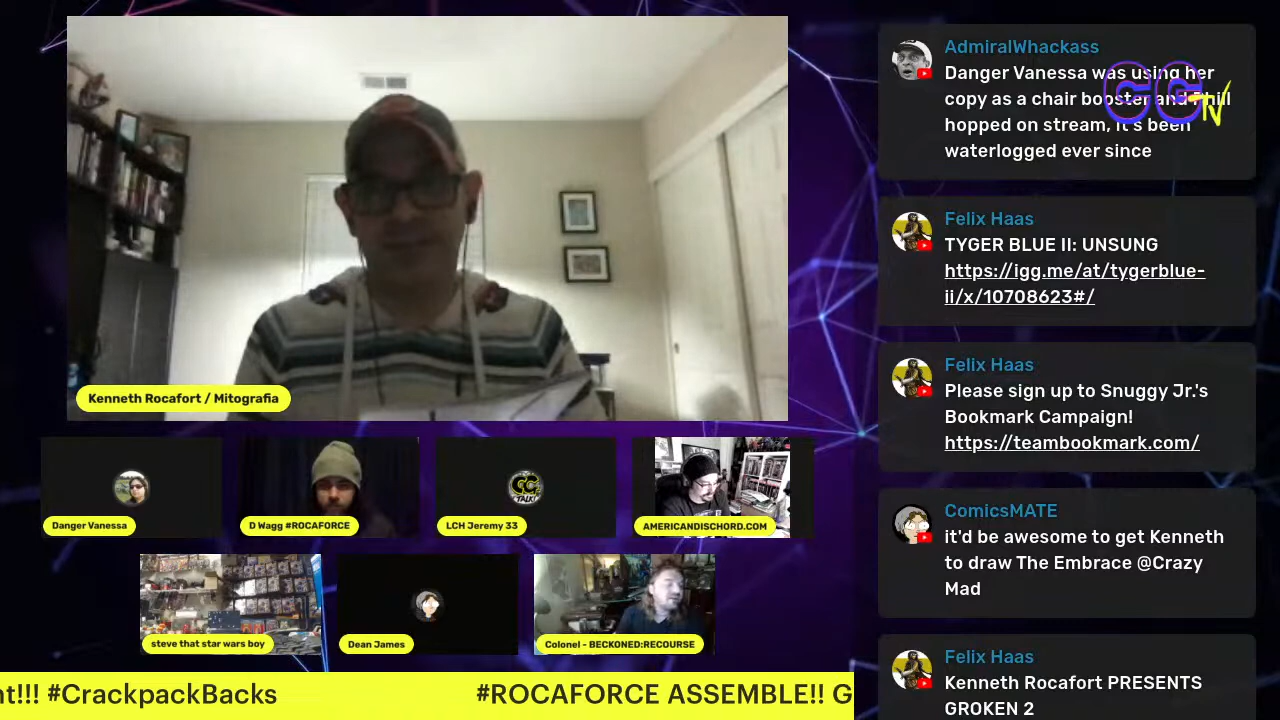 Kenneth Rocafort / Mitografia
Danger Vanessa
D Wagg #ROCAFORCE
LCH Jeremy 33
AMERICANDISCHORD.COM
steve that star wars boy
Dean James
Colonel - BECKONED:RECOURSE
nt!!! #CrackpackBacks #ROCAFORCE ASSEMBLE!! G
AdmiralWhackass
Danger Vanessa was using her
copy as a chair booster and Phill
hopped on stream, it's been
waterlogged ever since
GG TV
Felix Haas
TYGER BLUE II: UNSUNG
https://igg.me/at/tygerblue-
ii/x/10708623#/
Felix Haas
Please sign up to Snuggy Jr.'s
Bookmark Campaign!
https://teambookmark.com/
ComicsMATE
it'd be awesome to get Kenneth
to draw The Embrace @Crazy
Mad
Felix Haas
Kenneth Rocafort PRESENTS
GROKEN 2